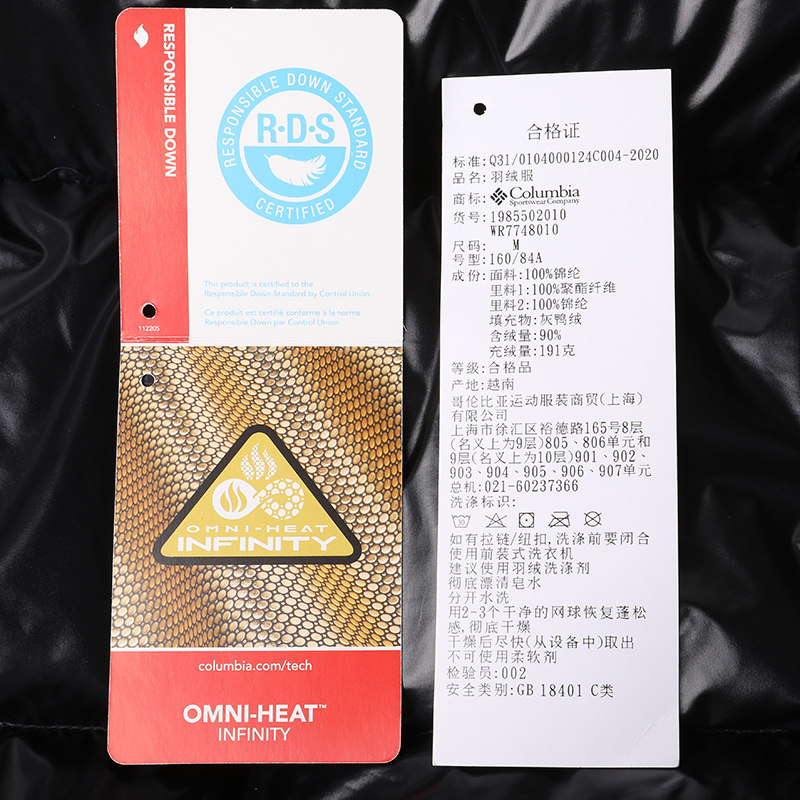 RESPONSIBLE DOWN
RESPONSIBLE DOWN STANDARD
R·D·S
CERTIFIED
This product is certified to the
Responsible Down Standard by Control Union.
Ce produit est certifié conforme à la norme
Responsible Down par Control Union.
112205
OMNI-HEAT
INFINITY
columbia.com/tech
OMNI-HEAT™
INFINITY
合格证
标准:Q31/0104000124C004-2020
品名:羽绒服
商标:Columbia
Sportswear Company
货号:1985502010
WR7748010
尺码: M
号型:160/84A
成份:面料:100%锦纶
里料1:100%聚酯纤维
里料2:100%锦纶
填充物:灰鸭绒
含绒量:90%
充绒量:191克
等级:合格品
产地:越南
哥伦比亚运动服装商贸(上海)
有限公司
上海市徐汇区裕德路165号8层
(名义上为9层)805、806单元和
9层(名义上为10层)901、902、
903、904、905、906、907单元
总机:021-60237366
洗涤标识:
30
如有拉链/纽扣,洗涤前要闭合
使用前装式洗衣机
建议使用羽绒洗涤剂
彻底漂清皂水
分开水洗
用2-3个干净的网球恢复蓬松
感,彻底干燥
干燥后尽快(从设备中)取出
不可使用柔软剂
检验员:002
安全类别:GB 18401 C类